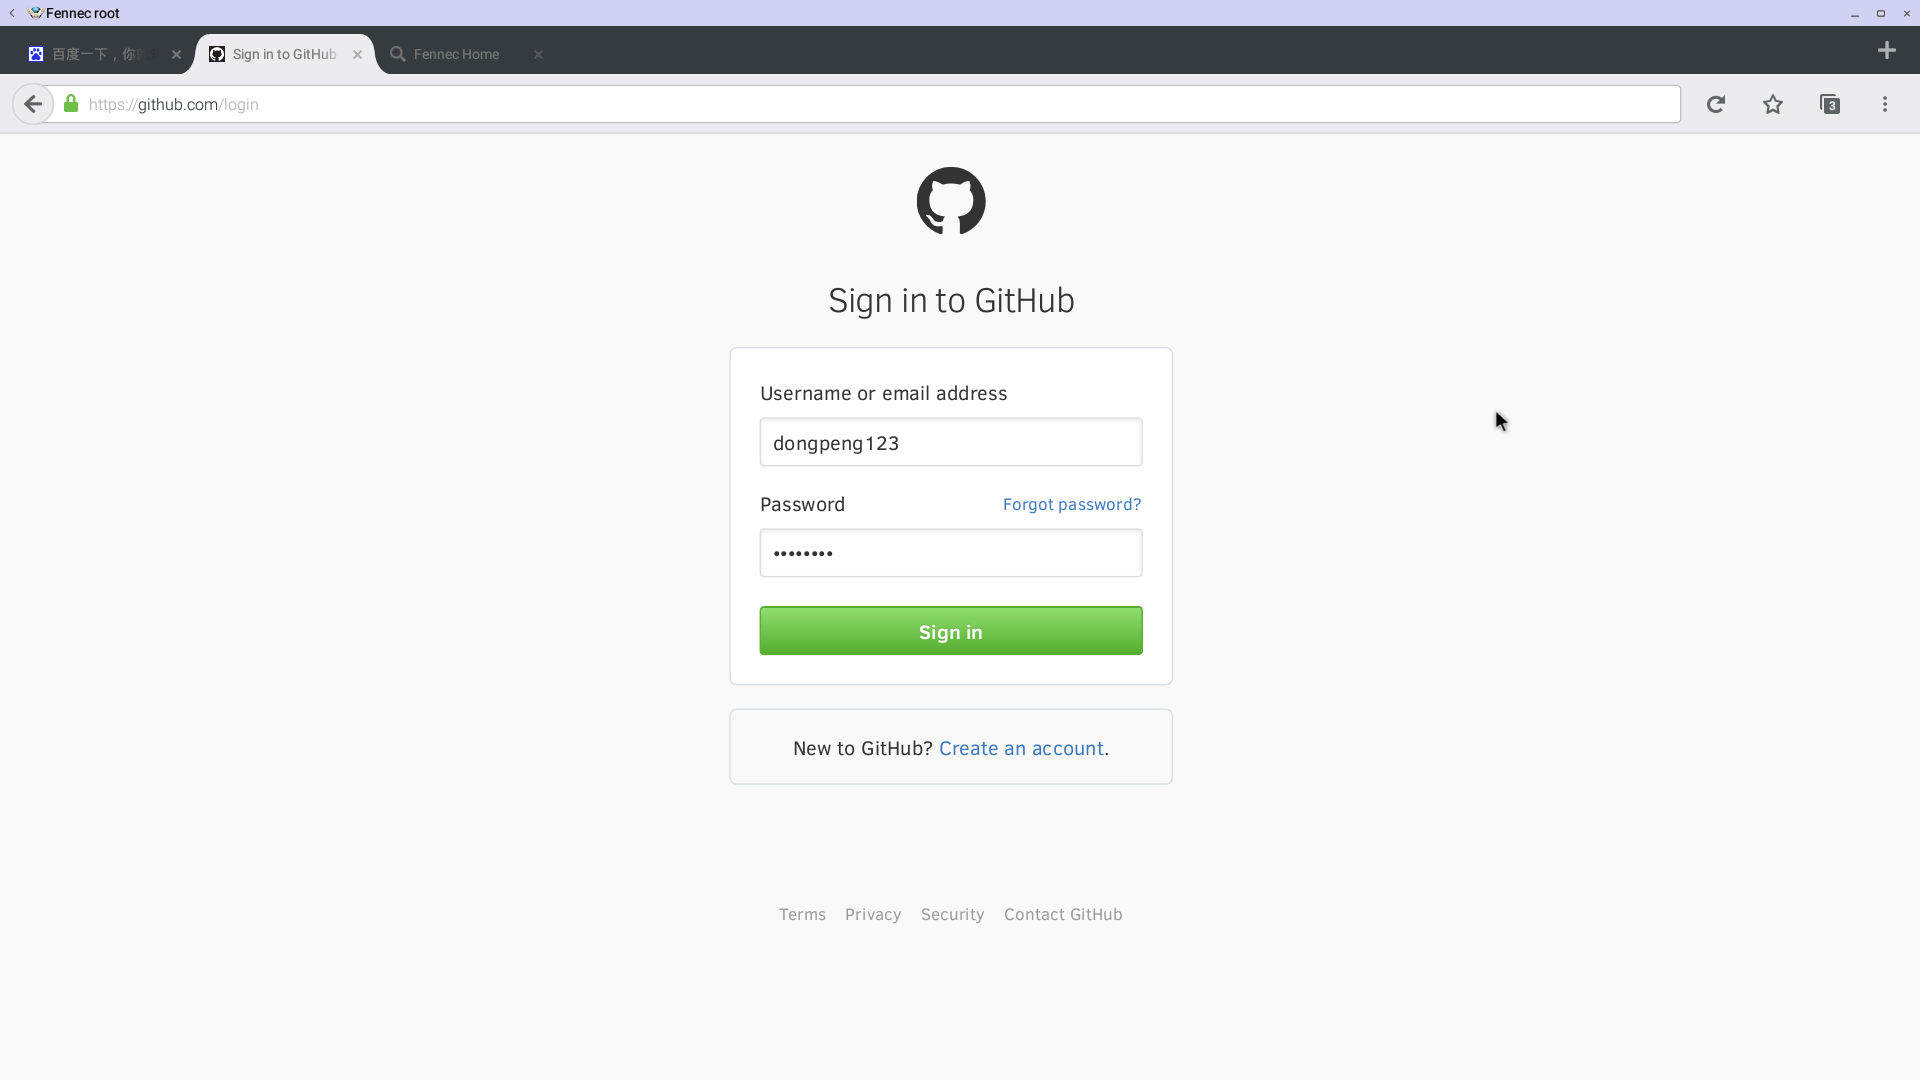 Fennec root
百度一下，你
Sign in to GitHub
Fennec Home
https://github.com/login
3
Sign in to GitHub
Username or email address
dongpeng123
Password
Forgot password?
••••••••
Sign in
New to GitHub? Create an account.
Terms Privacy Security Contact GitHub